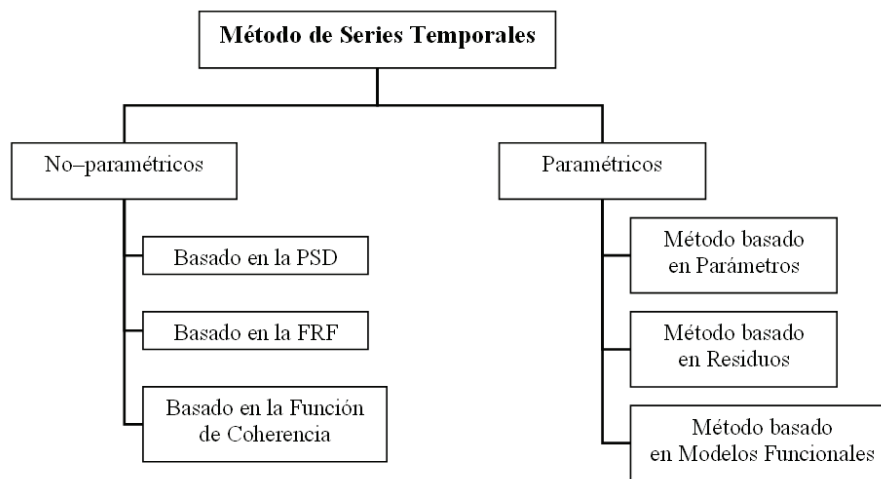 Método de Series Temporales
No–paramétricos
Basado en la PSD
Basado en la FRF
Basado en la Función
de Coherencia
Paramétricos
Método basado
en Parámetros
Método basado
en Residuos
Método basado
en Modelos Funcionales